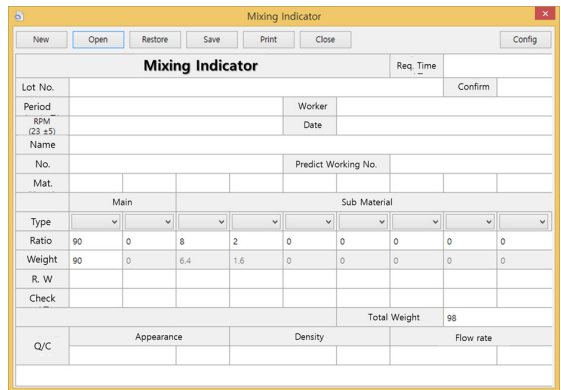 Mixing Indicator
New Open Restore Save Print Close Config
Mixing Indicator Req. Time
Lot No. Confirm
Period Worker
RPM
(23 ±5) Date
Name
No. Predict Working No.
Mat.
Main Sub Material
Type
Ratio 90 0 8 2 0 0 0 0 0
Weight 90 0 6.4 1.6 0 0 0 0 0
R. W
Check
Total Weight 98
Q/C Appearance Density Flow rate